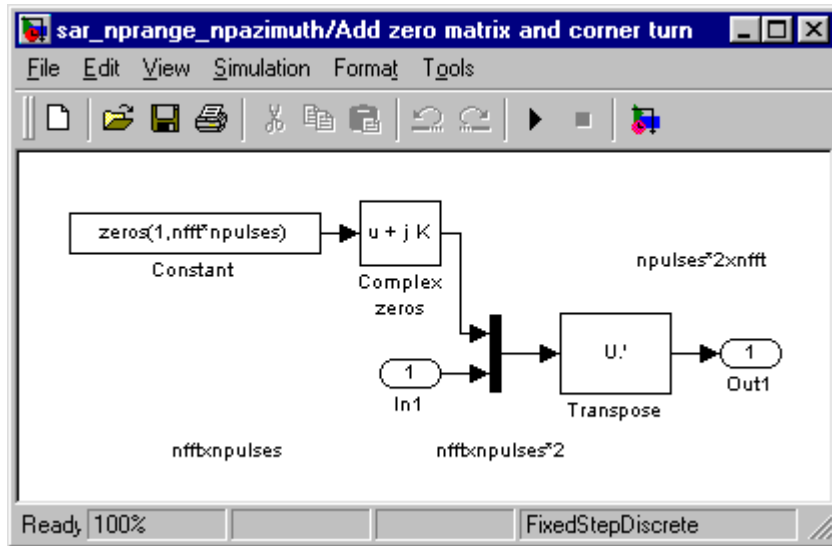 sar_nprange_npazimuth/Add zero matrix and corner turn
File Edit View Simulation Format Tools
zeros(1,nfft*npulses)
Constant
u + j K
Complex
zeros
npulses*2xnfft
1
In1
U.'
Transpose
1
Out1
nfftxnpulses
nfftxnpulses*2
Ready 100% FixedStepDiscrete